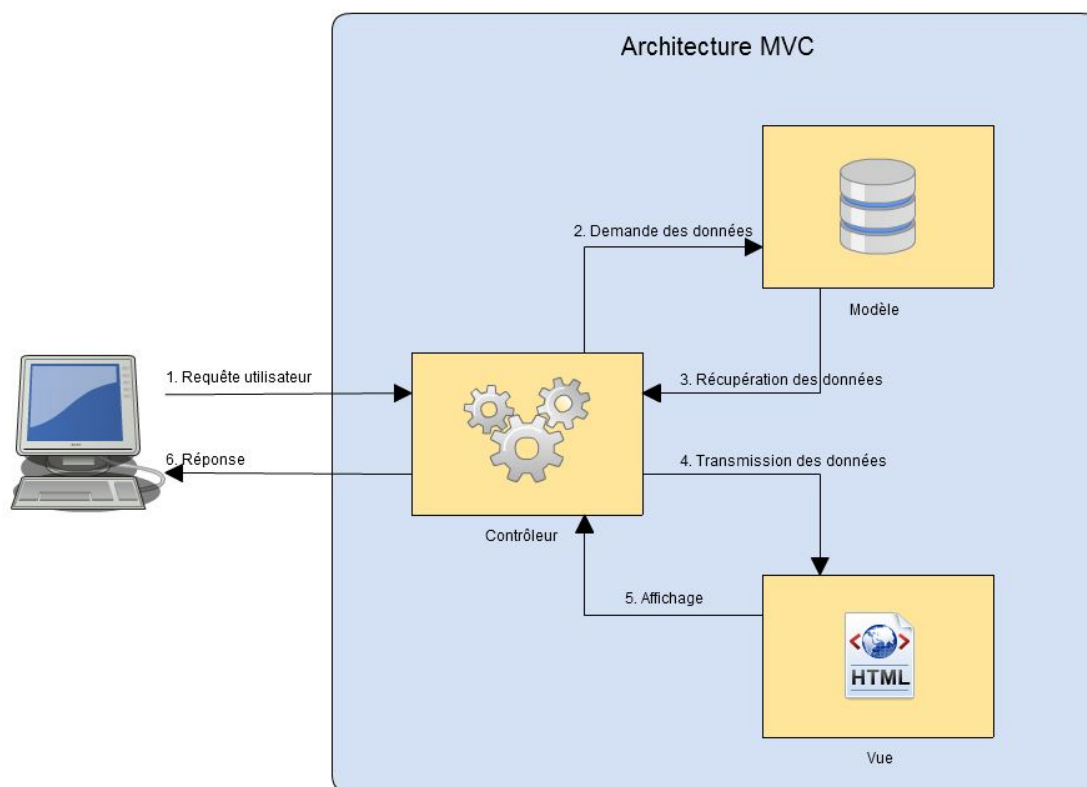 Architecture MVC
2. Demande des données
Modèle
1. Requête utilisateur
3. Récupération des données
6. Réponse
4. Transmission des données
Contrôleur
5. Affichage
HTML
Vue